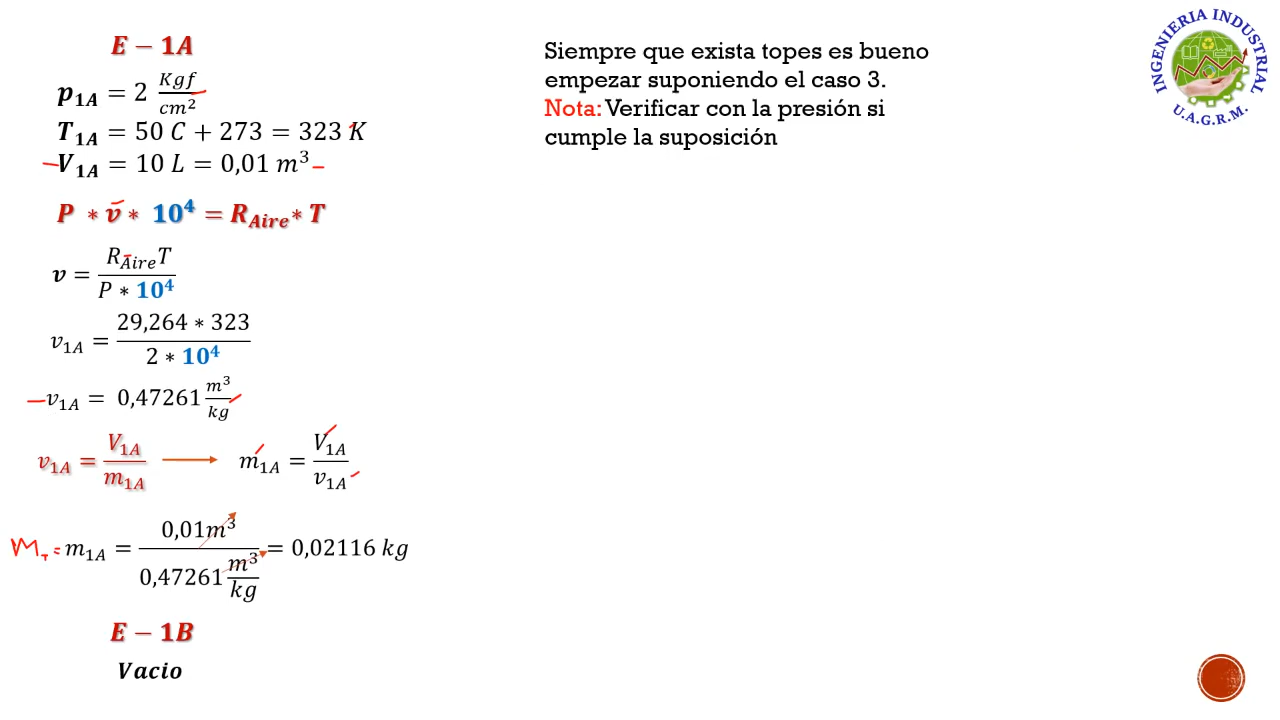 E − 1A
p₁A = 2 Kgf/cm²
T₁A = 50 C + 273 = 323 K
V₁A = 10 L = 0,01 m³
P * v * 10⁴ = R_Aire * T
v = R_Aire T / P * 10⁴
v₁A = 29,264 * 323 / 2 * 10⁴
v₁A = 0,47261 m³/kg
v₁A = V₁A / m₁A → m₁A = V₁A / v₁A
M_T = m₁A = 0,01m³ / 0,47261 m³/kg = 0,02116 kg
E − 1B
Vacio
Siempre que exista topes es bueno
empezar suponiendo el caso 3.
Nota: Verificar con la presión si
cumple la suposición
INGENIERIA INDUSTRIAL
U.A.G.R.M.